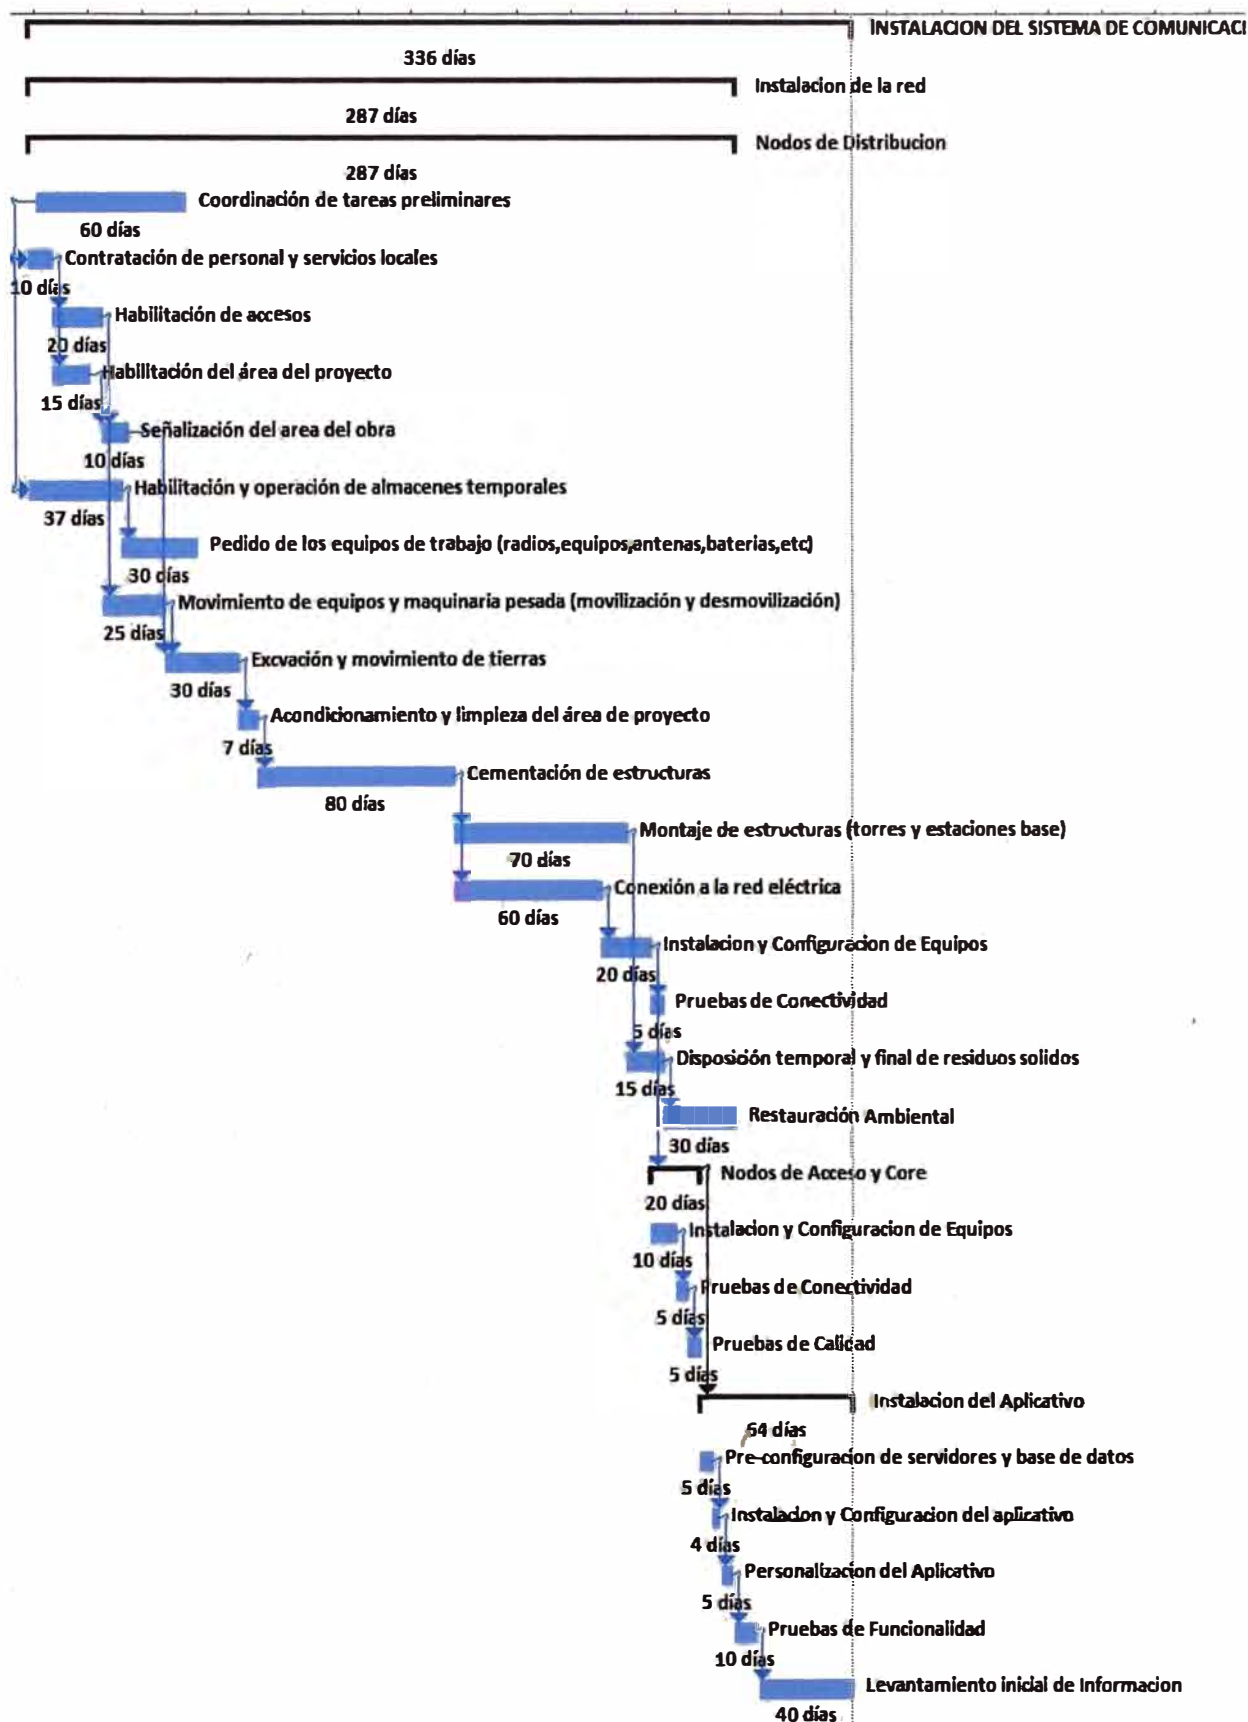 INSTALACION DEL SISTEMA DE COMUNICACI
336 días
Instalacion de la red
287 días
Nodos de Distribucion
287 días
Coordinación de tareas preliminares
60 días
Contratación de personal y servicios locales
10 días
Habilitación de accesos
20 días
Habilitación del área del proyecto
15 días
Señalización del area del obra
10 días
Habilitación y operación de almacenes temporales
37 días
Pedido de los equipos de trabajo (radios,equipos,antenas,baterias,etc)
30 días
Movimiento de equipos y maquinaria pesada (movilización y desmovilización)
25 días
Excvación y movimiento de tierras
30 días
Acondicionamiento y limpieza del área de proyecto
7 días
Cementación de estructuras
80 días
Montaje de estructuras (torres y estaciones base)
70 días
Conexión a la red eléctrica
60 días
Instalacion y Configuracion de Equipos
20 días
Pruebas de Conectividad
5 días
Disposición temporal y final de residuos solidos
15 días
Restauración Ambiental
30 días
Nodos de Acceso y Core
20 días
Instalacion y Configuracion de Equipos
10 días
Pruebas de Conectividad
5 días
Pruebas de Calidad
5 días
Instalacion del Aplicativo
64 días
Pre-configuracion de servidores y base de datos
5 días
Instalacion y Configuracion del aplicativo
4 días
Personalizacion del Aplicativo
5 días
Pruebas de Funcionalidad
10 días
Levantamiento inicial de Informacion
40 días